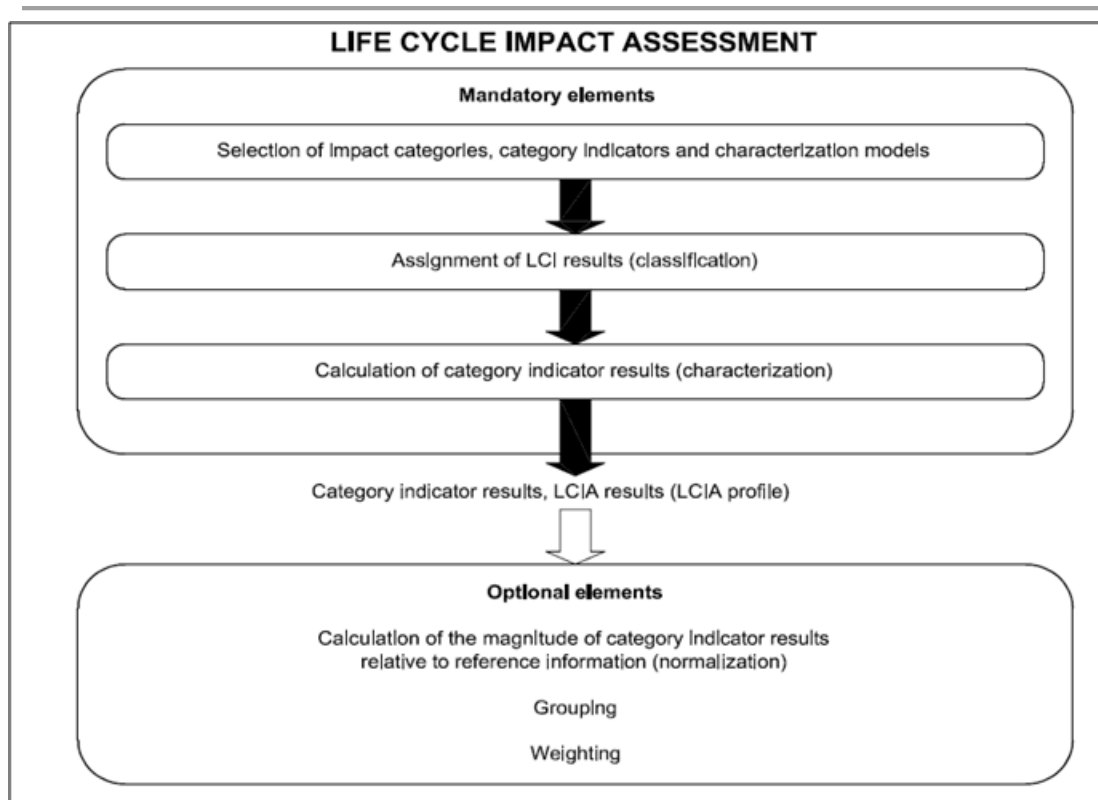 LIFE CYCLE IMPACT ASSESSMENT
Mandatory elements
Selection of impact categories, category indicators and characterization models
Assignment of LCI results (classification)
Calculation of category indicator results (characterization)
Category indicator results, LCIA results (LCIA profile)
Optional elements
Calculation of the magnitude of category indicator results
relative to reference information (normalization)
Grouping
Weighting